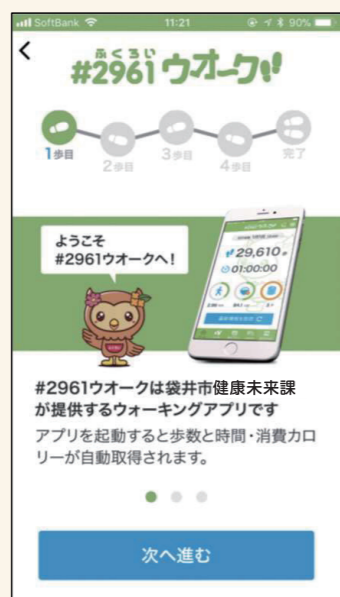 SoftBank 11:21 90%
ふくろい
#2961ウオーク!!
1歩目
2歩目
3歩目
4歩目
完了
ようこそ
#2961ウオークへ!
29,610
01:00:00
#2961ウオークは袋井市健康未来課
が提供するウォーキングアプリです
アプリを起動すると歩数と時間・消費カロ
リーが自動取得されます。
次へ進む